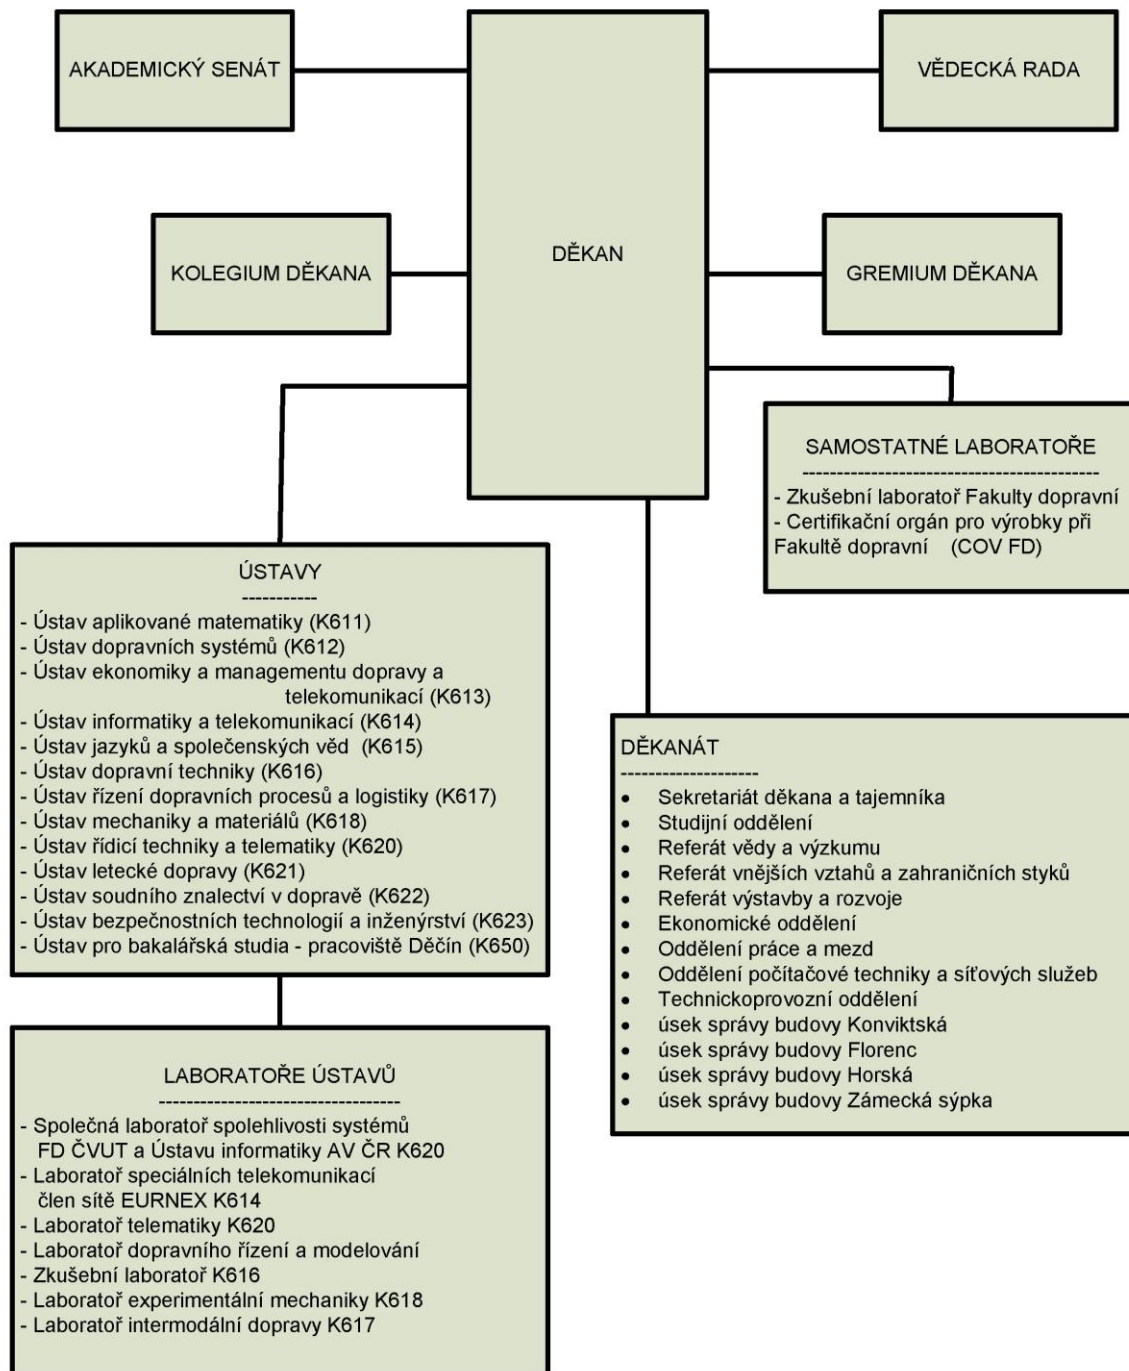 AKADEMICKÝ SENÁT
VĚDECKÁ RADA
DĚKAN
KOLEGIUM DĚKANA
GREMIUM DĚKANA
SAMOSTATNÉ LABORATOŘE
-------------------------------------------
- Zkušební laboratoř Fakulty dopravní
- Certifikační orgán pro výrobky při
Fakultě dopravní (COV FD)
ÚSTAVY
-----------
- Ústav aplikované matematiky (K611)
- Ústav dopravních systémů (K612)
- Ústav ekonomiky a managementu dopravy a
telekomunikací (K613)
- Ústav informatiky a telekomunikací (K614)
- Ústav jazyků a společenských věd (K615)
- Ústav dopravní techniky (K616)
- Ústav řízení dopravních procesů a logistiky (K617)
- Ústav mechaniky a materiálů (K618)
- Ústav řídicí techniky a telematiky (K620)
- Ústav letecké dopravy (K621)
- Ústav soudního znalectví v dopravě (K622)
- Ústav bezpečnostních technologií a inženýrství (K623)
- Ústav pro bakalářská studia - pracoviště Děčín (K650)
DĚKANÁT
--------------------
• Sekretariát děkana a tajemníka
• Studijní oddělení
• Referát vědy a výzkumu
• Referát vnějších vztahů a zahraničních styků
• Referát výstavby a rozvoje
• Ekonomické oddělení
• Oddělení práce a mezd
• Oddělení počítačové techniky a síťových služeb
• Technickoprovozní oddělení
• úsek správy budovy Konviktská
• úsek správy budovy Florenc
• úsek správy budovy Horská
• úsek správy budovy Zámecká sýpka
LABORATOŘE ÚSTAVŮ
-----------------------------------
- Společná laboratoř spolehlivosti systémů
FD ČVUT a Ústavu informatiky AV ČR K620
- Laboratoř speciálních telekomunikací
člen sítě EURNEX K614
- Laboratoř telematiky K620
- Laboratoř dopravního řízení a modelování
- Zkušební laboratoř K616
- Laboratoř experimentální mechaniky K618
- Laboratoř intermodální dopravy K617